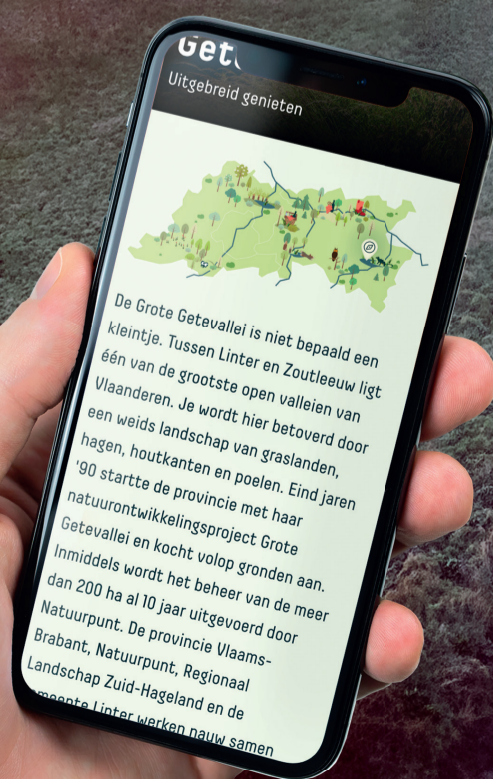 Uitgebreid genieten
De Grote Getevallei is niet bepaald een
kleintje. Tussen Linter en Zoutleeuw ligt
één van de grootste open valleien van
Vlaanderen. Je wordt hier betoverd door
een weids landschap van graslanden,
hagen, houtkanten en poelen. Eind jaren
'90 startte de provincie met haar
natuurontwikkelingsproject Grote
Getevallei en kocht volop gronden aan.
Inmiddels wordt het beheer van de meer
dan 200 ha al 10 jaar uitgevoerd door
Natuurpunt. De provincie Vlaams-
Brabant, Natuurpunt, Regionaal
Landschap Zuid-Hageland en de
Linter werken nauw samen